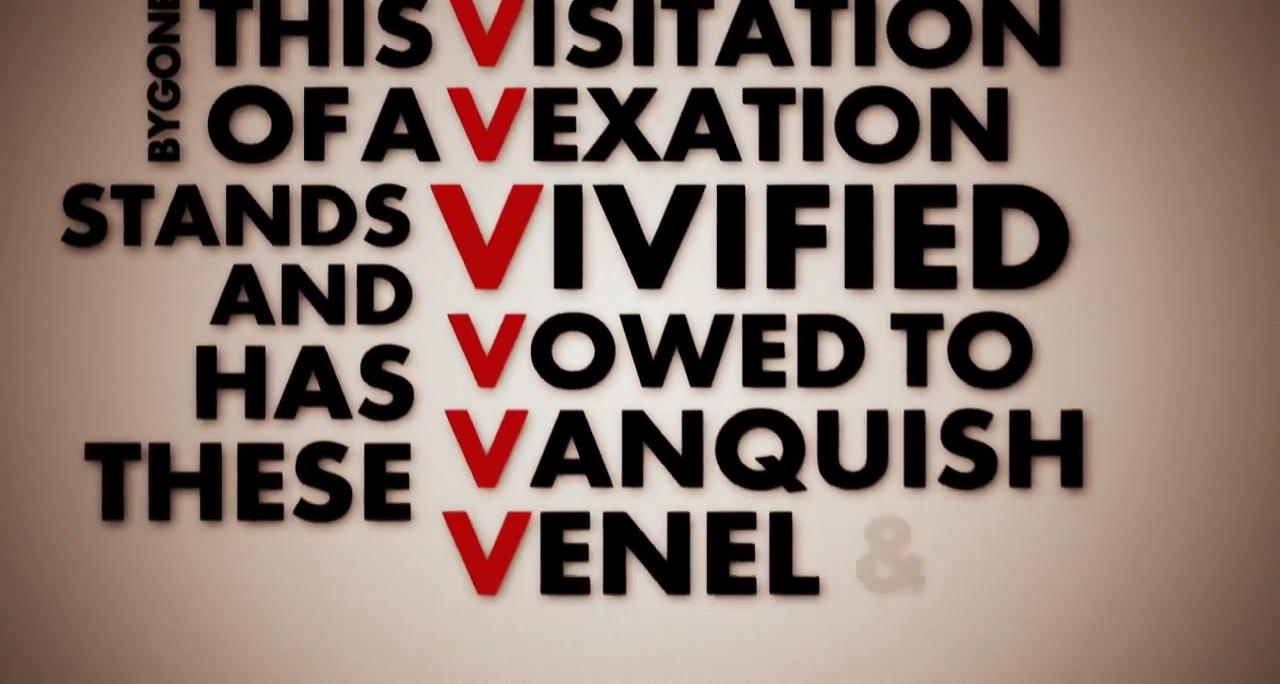 BYGONE
THIS VISITATION
OF A VEXATION
STANDS VIVIFIED
AND
HAS VOWED TO
THESE VANQUISH
VENEL &